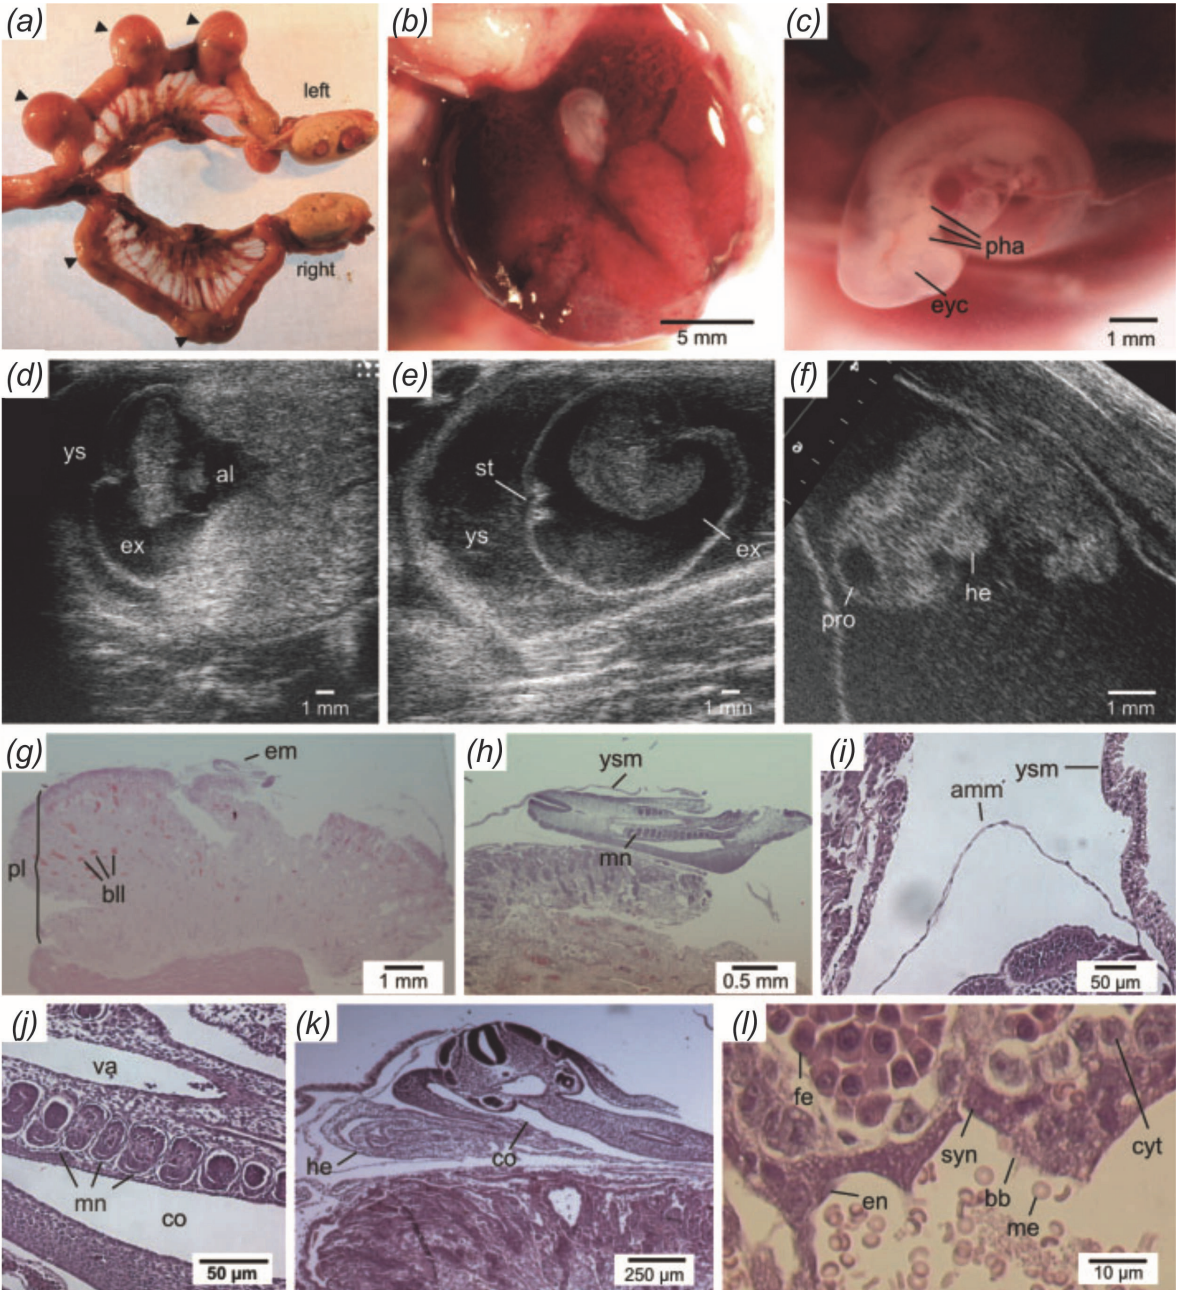 (a)
left
right
(b)
5 mm
(c)
pha
eyc
1 mm
(d)
ys
al
ex
1 mm
(e)
st
ys
ex
1 mm
(f)
pro
he
1 mm
(g)
em
pl
bll
1 mm
(h)
ysm
mn
0.5 mm
(i)
ysm
amm
50 µm
(j)
va
mn
co
50 µm
(k)
he
co
250 µm
(l)
fe
syn
cyt
en
bb
me
10 µm